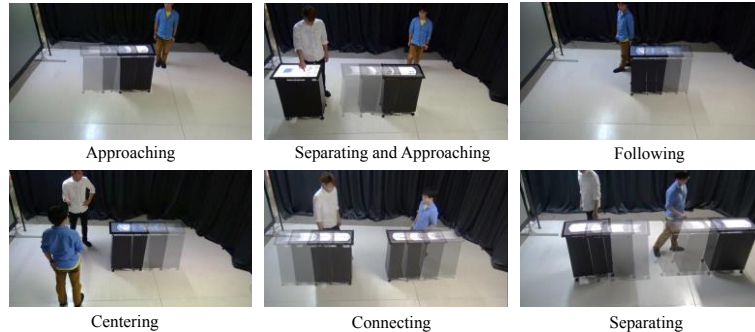 Approaching
Separating and Approaching
Following
Centering
Connecting
Separating